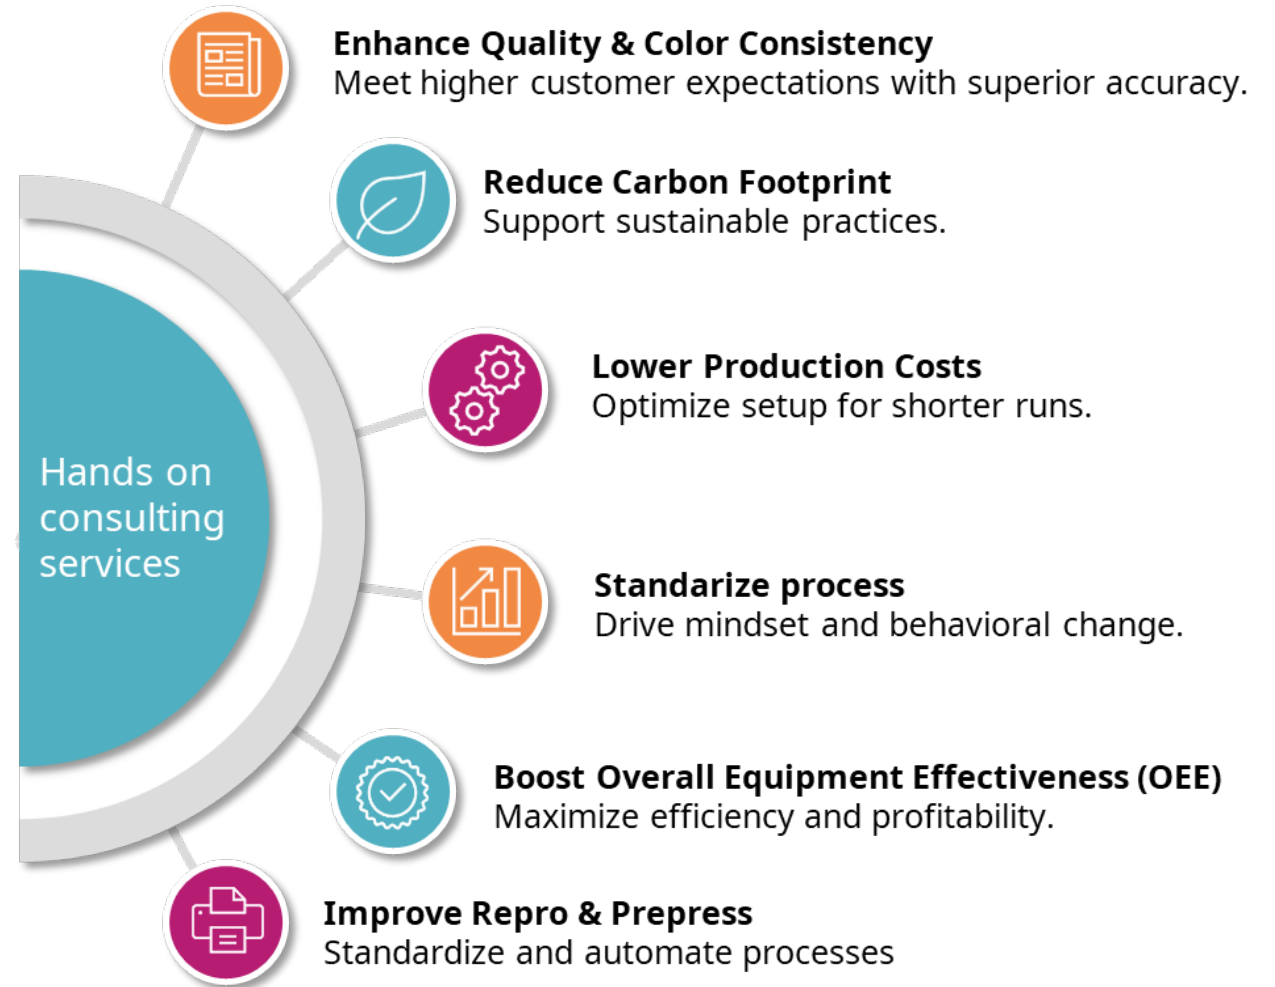 Enhance Quality & Color Consistency
Meet higher customer expectations with superior accuracy.
Reduce Carbon Footprint
Support sustainable practices.
Lower Production Costs
Optimize setup for shorter runs.
Hands on
consulting
services
Standarize process
Drive mindset and behavioral change.
Boost Overall Equipment Effectiveness (OEE)
Maximize efficiency and profitability.
Improve Repro & Prepress
Standardize and automate processes